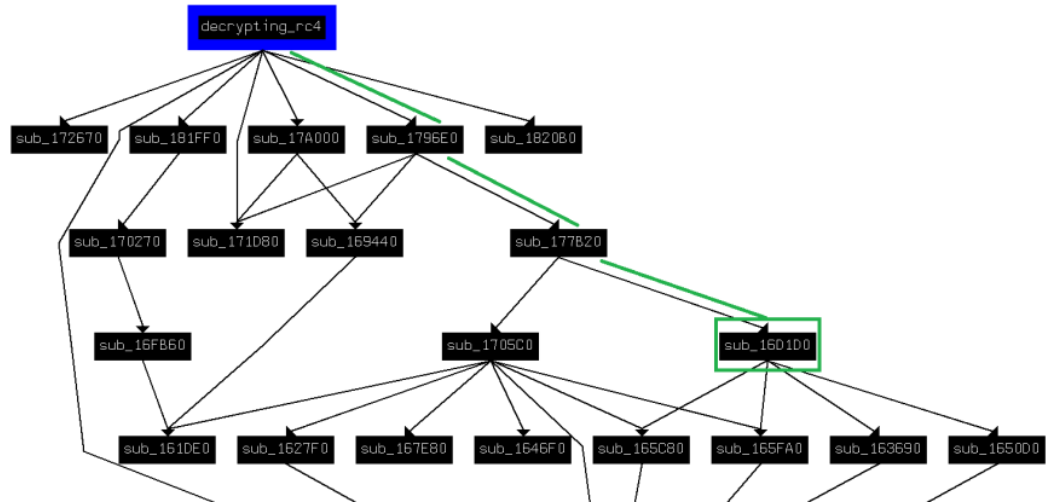 decrypting_rc4
sub_172670
sub_181FF0
sub_17A000
sub_1796E0
sub_1820B0
sub_170270
sub_171D80
sub_169440
sub_177B20
sub_16FB60
sub_1705C0
sub_16D1D0
sub_161DE0
sub_1627F0
sub_167E80
sub_1646F0
sub_165C80
sub_165FA0
sub_163690
sub_1650D0